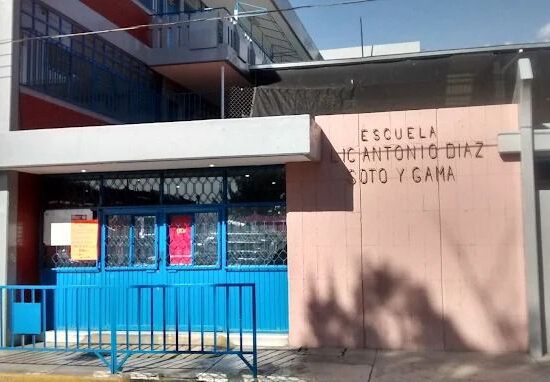 ESCUELA
LIC ANTONIO DIAZ
SOTO Y GAMA